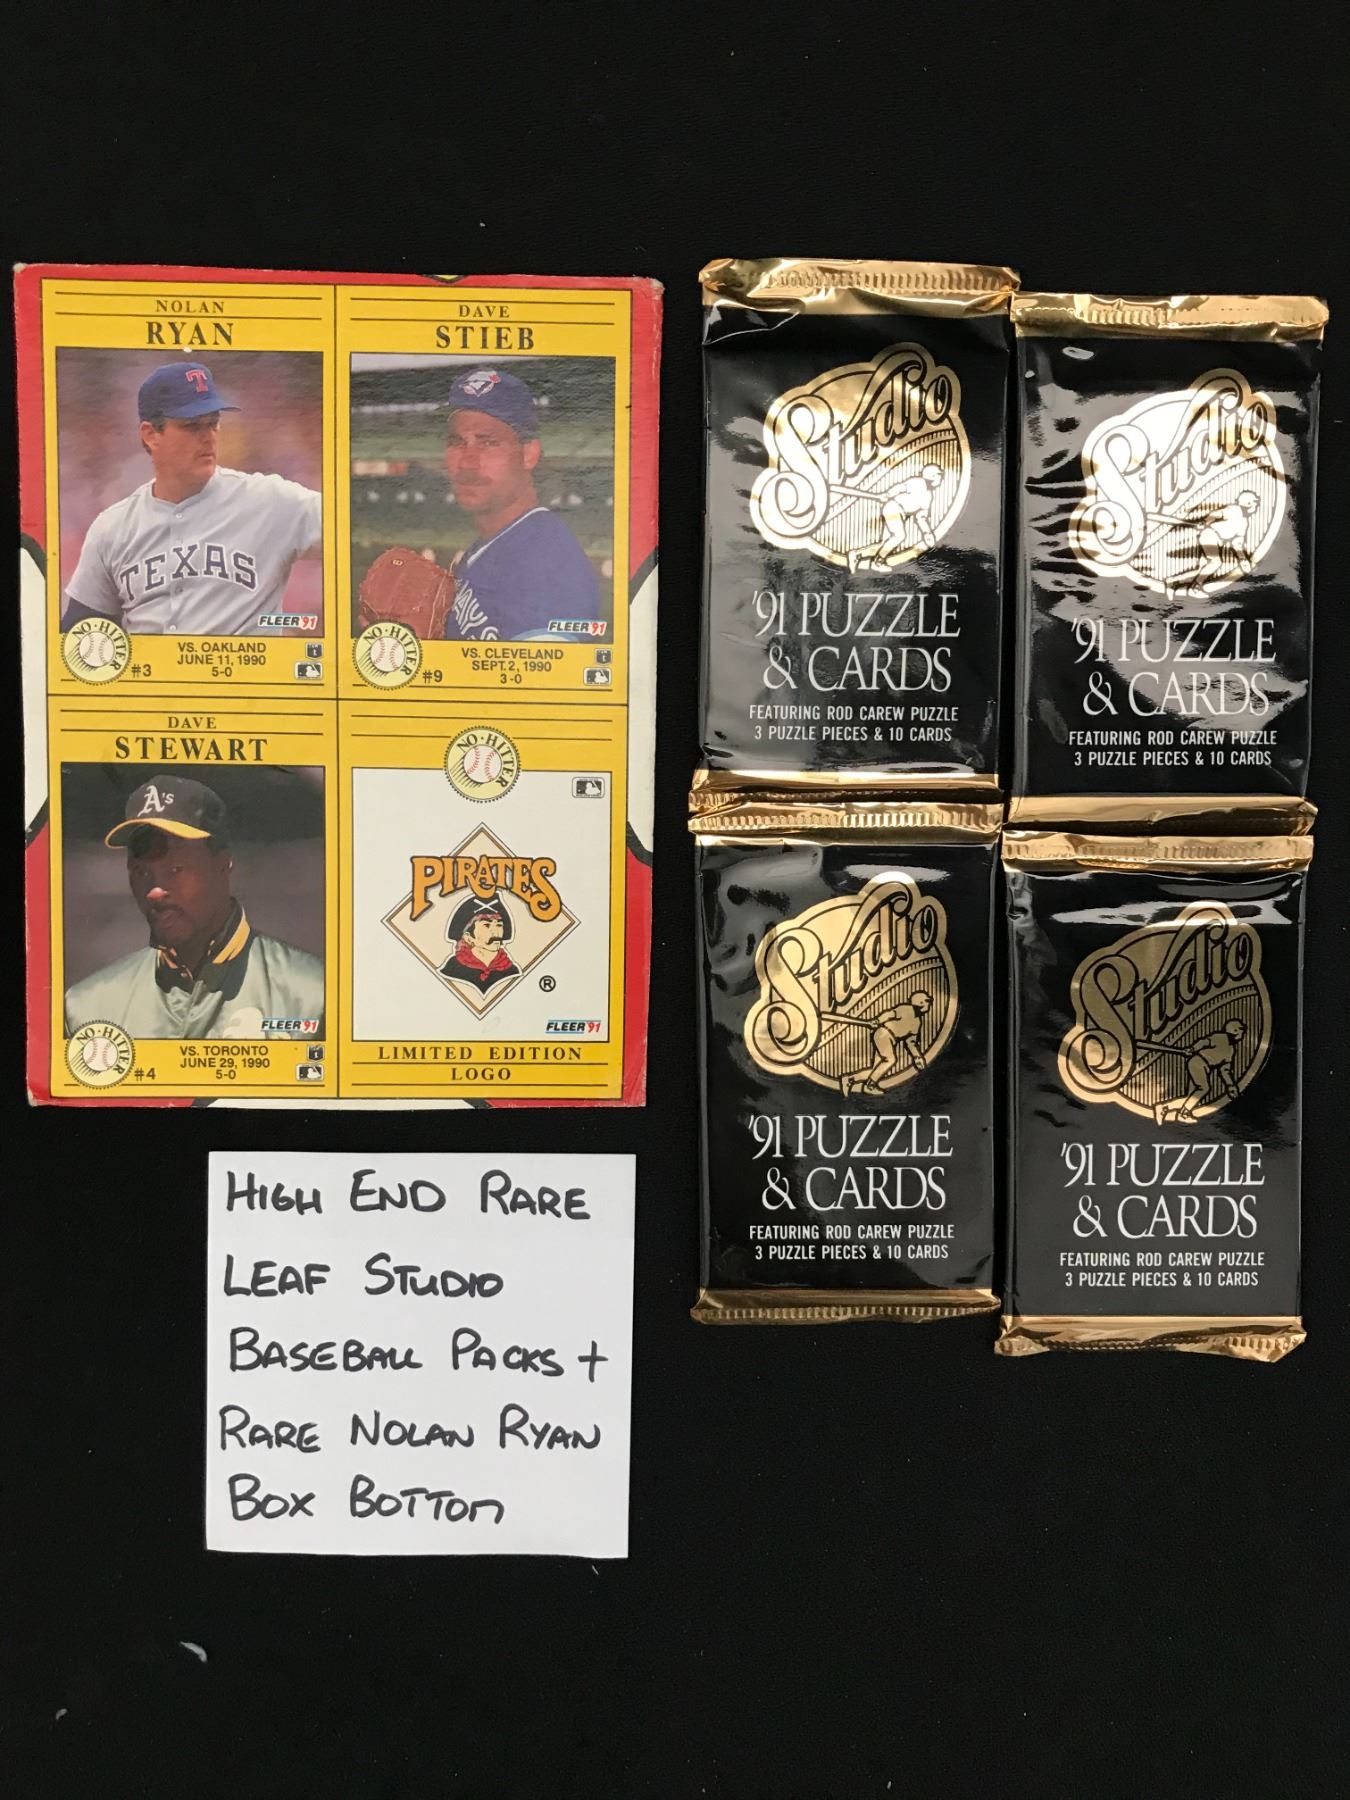 NOLAN
RYAN
T
TEXAS
FLEER '91
NO-HITTER
#3
VS. OAKLAND
JUNE 11, 1990
5-0
DAVE
STIEB
FLEER '91
NO-HITTER
#9
VS. CLEVELAND
SEPT. 2, 1990
3-0
DAVE
STEWART
A's
FLEER '91
NO-HITTER
#4
VS. TORONTO
JUNE 29, 1990
5-0
NO-HITTER
PIRATES
®
FLEER '91
LIMITED EDITION
LOGO
Studio
'91 PUZZLE
& CARDS
FEATURING ROD CAREW PUZZLE
3 PUZZLE PIECES & 10 CARDS
Studio
'91 PUZZLE
& CARDS
FEATURING ROD CAREW PUZZLE
3 PUZZLE PIECES & 10 CARDS
Studio
'91 PUZZLE
& CARDS
FEATURING ROD CAREW PUZZLE
3 PUZZLE PIECES & 10 CARDS
Studio
'91 PUZZLE
& CARDS
FEATURING ROD CAREW PUZZLE
3 PUZZLE PIECES & 10 CARDS
HIGH END RARE
LEAF STUDIO
BASEBALL PACKS +
RARE NOLAN RYAN
BOX BOTTOM